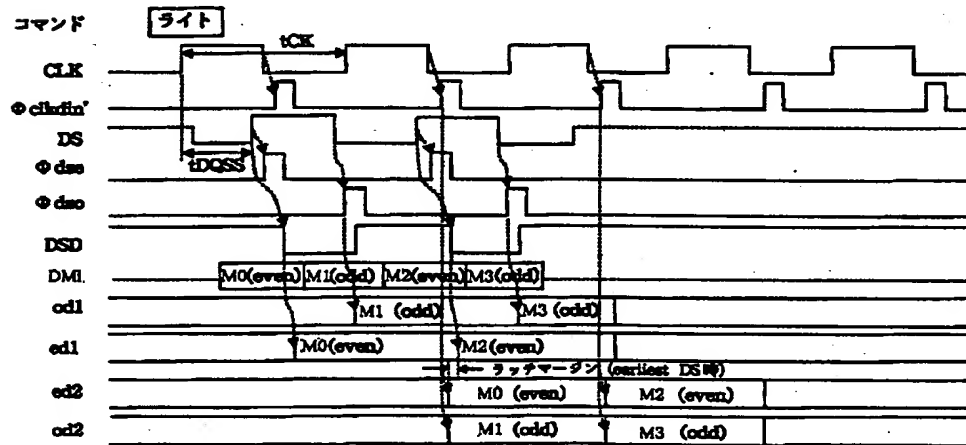 コマンド ライト
tCK
CLK
Φclkdin'
DS
tDQSS
Φdse
Φdso
DSD
DMi M0(even) M1(odd) M2(even) M3(odd)
od1 M1 (odd) M3 (odd)
ed1 M0(even) M2(even)
ラッチマージン (earliest DS時)
ed2 M0 (even) M2 (even)
od2 M1 (odd) M3 (odd)